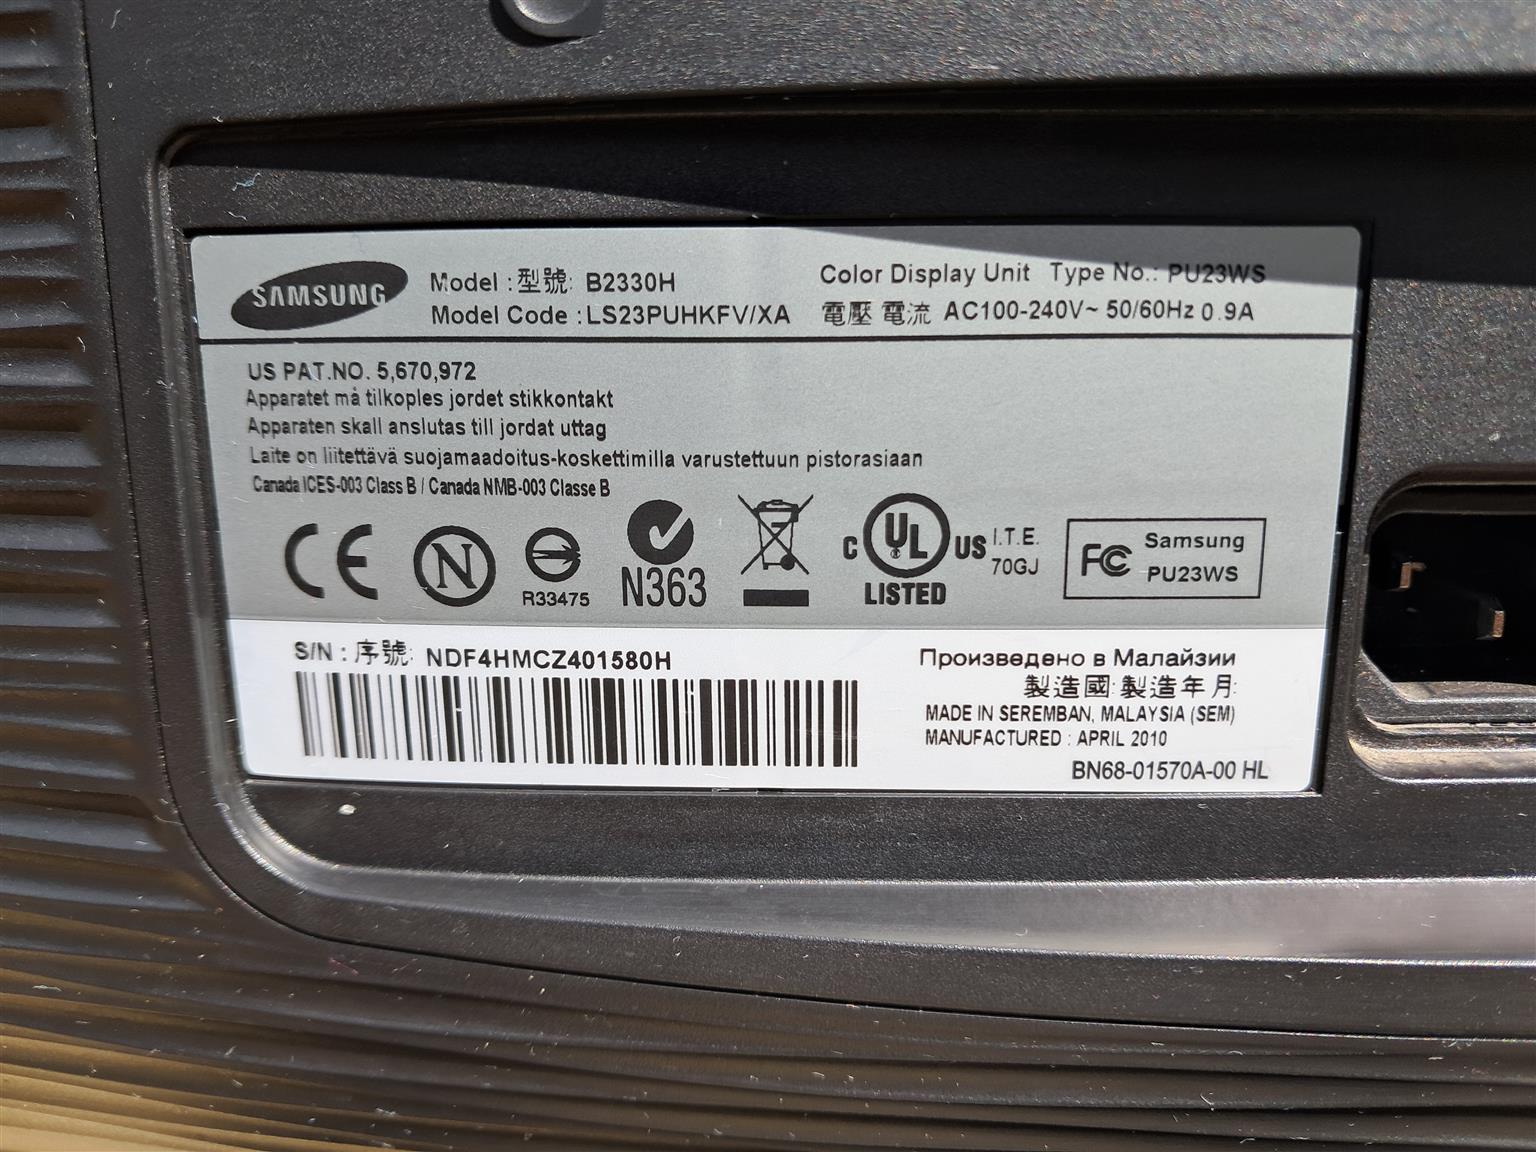 SAMSUNG
Model : 型號: B2330H
Model Code : LS23PUHKFV/XA
Color Display Unit Type No.: PU23WS
電壓 電流 AC100-240V~ 50/60Hz 0.9A
US PAT.NO. 5,670,972
Apparatet må tilkoples jordet stikkontakt
Apparaten skall anslutas till jordat uttag
Laite on liitettävä suojamaadoitus-koskettimilla varustettuun pistorasiaan
Canada ICES-003 Class B / Canada NMB-003 Classe B
CE
N
R33475
N363
C UL US
LISTED
I.T.E.
70GJ
FC
Samsung
PU23WS
S/N : 序號: NDF4HMCZ401580H
Произведено в Малайзии
製造國: 製造年月:
MADE IN SEREMBAN, MALAYSIA (SEM)
MANUFACTURED : APRIL 2010
BN68-01570A-00 HL